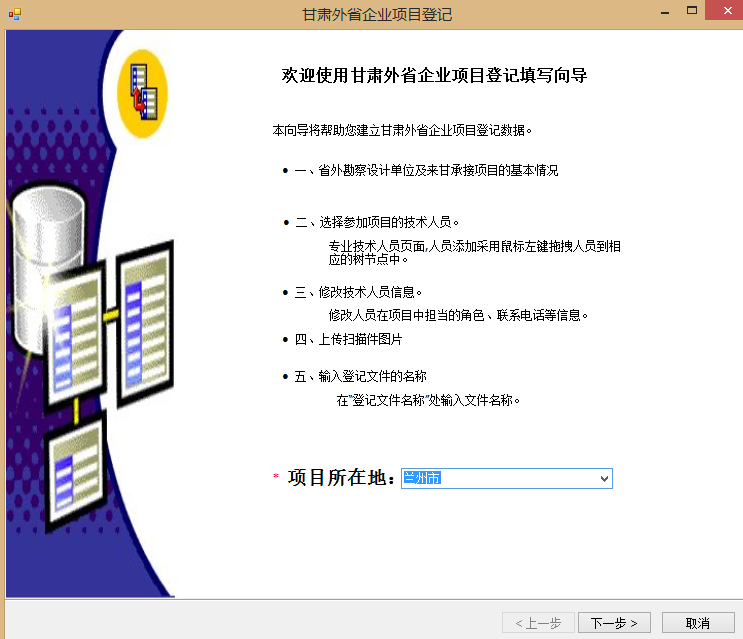 甘肃外省企业项目登记
欢迎使用甘肃外省企业项目登记填写向导
本向导将帮助您建立甘肃外省企业项目登记数据。
• 一、省外勘察设计单位及来甘承接项目的基本情况
• 二、选择参加项目的技术人员。
专业技术人员页面,人员添加采用鼠标左键拖拽人员到相
应的树节点中。
• 三、修改技术人员信息。
修改人员在项目中担当的角色、联系电话等信息。
• 四、上传扫描件图片
• 五、输入登记文件的名称
在"登记文件名称"处输入文件名称。
* 项目所在地: 兰州市
< 上一步 下一步 > 取消